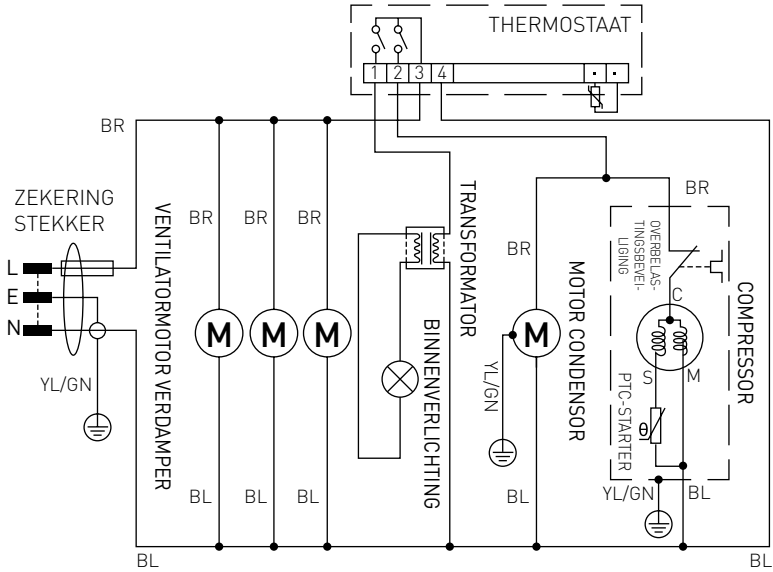 THERMOSTAAT
1 2 3 4
BR
ZEKERING
STEKKER
L
E
N
YL/GN
VENTILATORMOTOR VERDAMPER
BR
BR
BR
M
M
M
BL
BL
BL
TRANSFORMATOR
BINNENVERLICHTING
BR
M
MOTOR CONDENSOR
YL/GN
BL
BR
OVERBELAS-
TINGSBEVEI-
LIGING
C
S
M
θ
PTC-STARTER
COMPRESSOR
YL/GN
BL
BL
BL